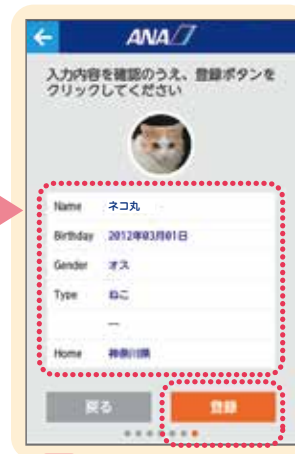 ANA
入力内容を確認のうえ、登録ボタンを
クリックしてください
Name ネコ丸
Birthday 2012年03月01日
Gender オス
Type ねこ
---
Home 神奈川県
戻る 登録